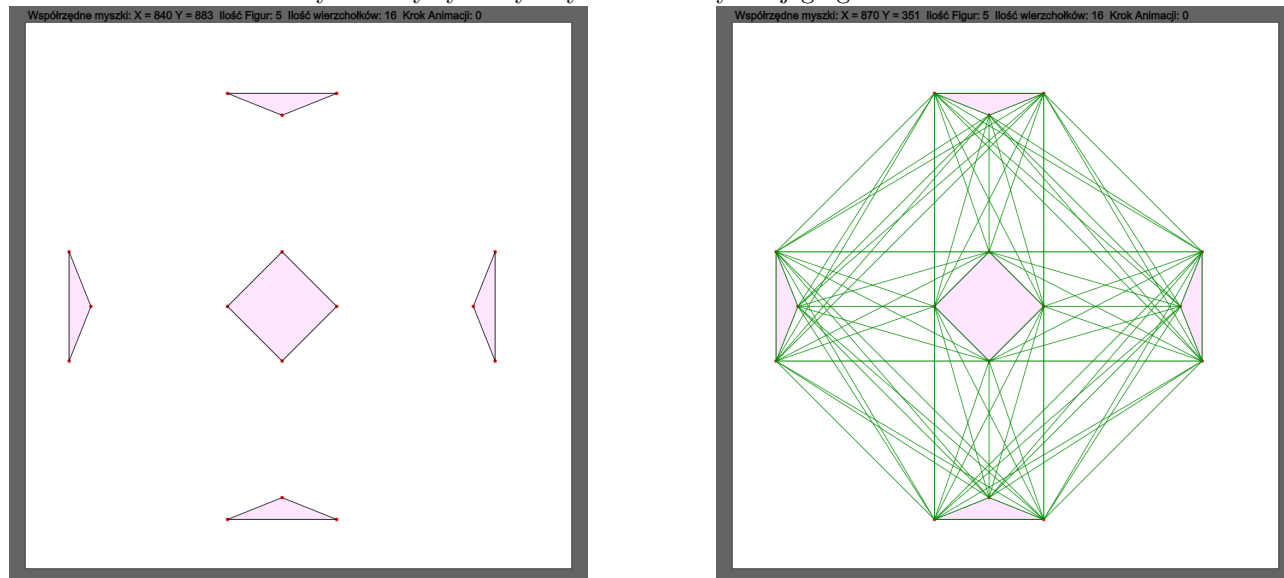 Współrzędne myszki: X = 840 Y = 883 Ilość Figur: 5 Ilość wierzchołków: 16 Krok Animacji: 0
Współrzędne myszki: X = 870 Y = 351 Ilość Figur: 5 Ilość wierzchołków: 16 Krok Animacji: 0